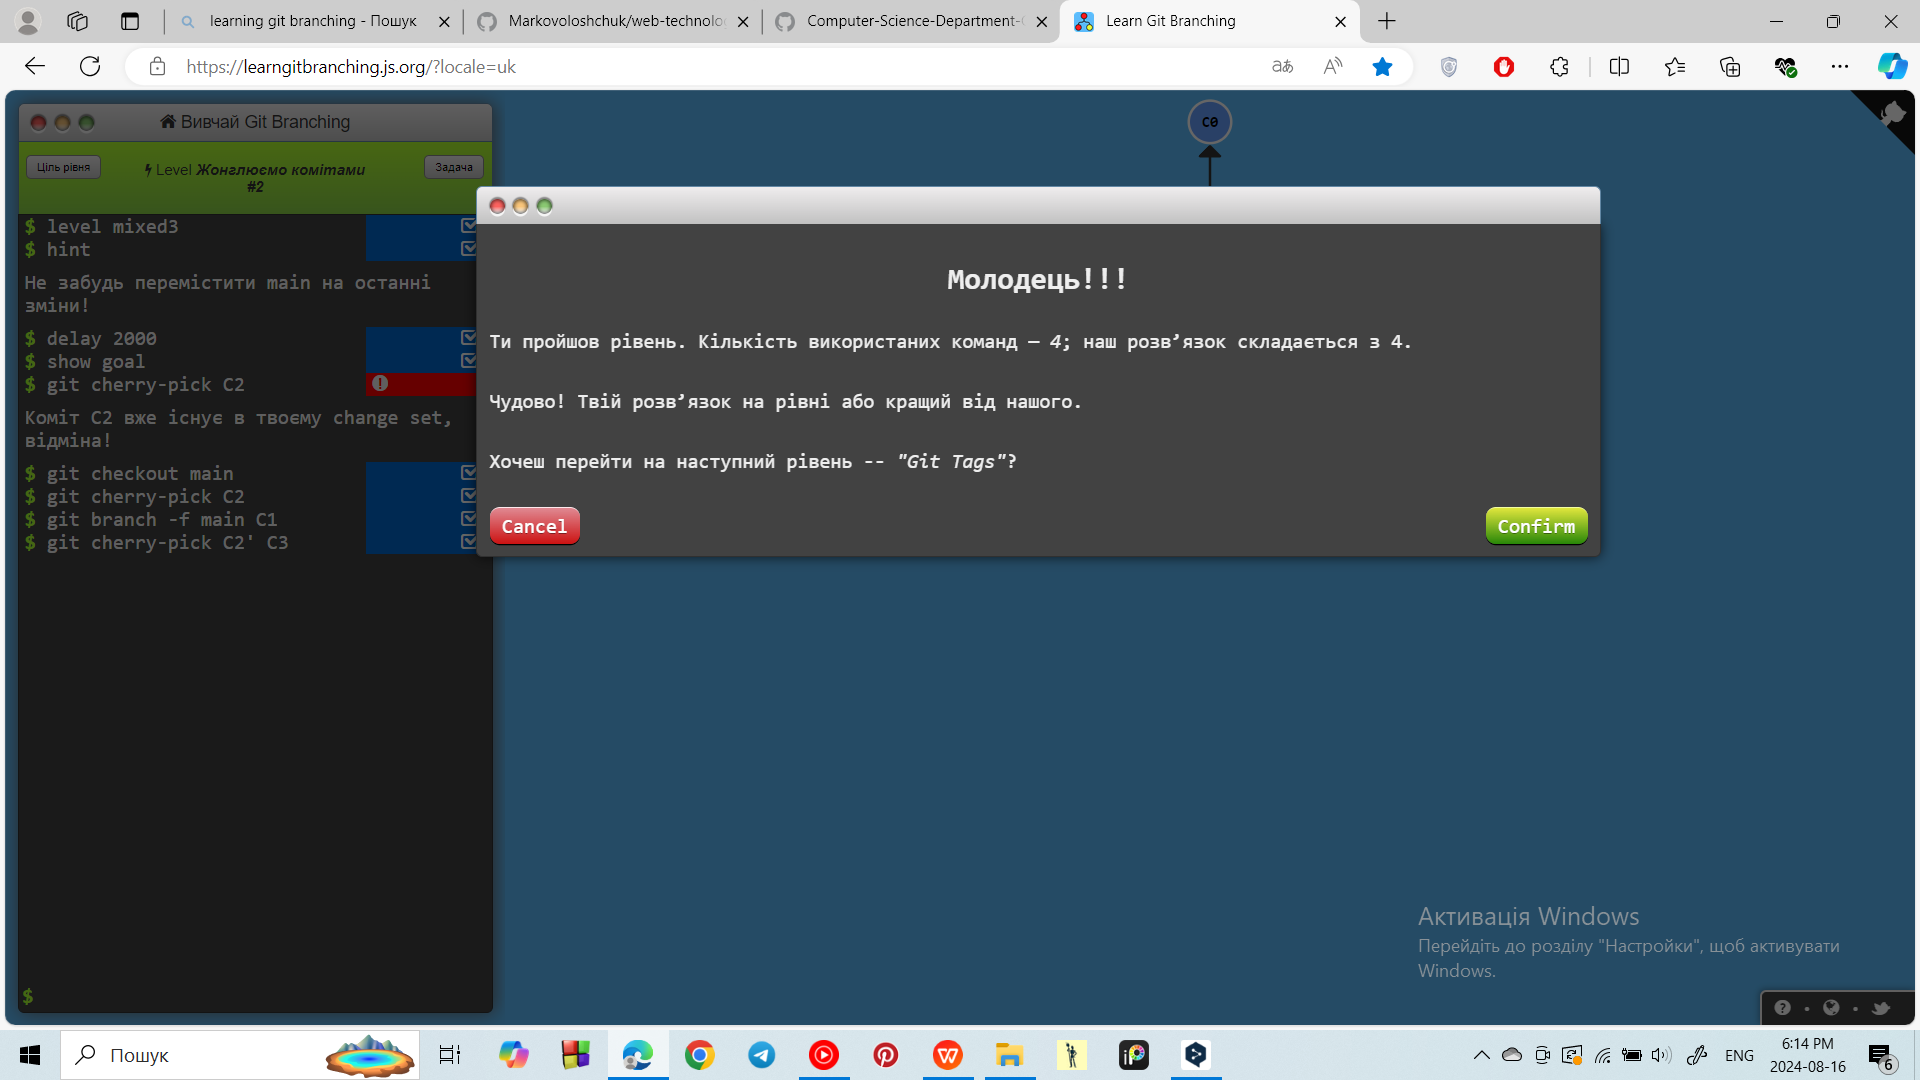 learning git branching - Пошук
Markovoloshchuk/web-technolo
Computer-Science-Department-
Learn Git Branching
https://learngitbranching.js.org/?locale=uk
Вивчай Git Branching
Ціль рівня
Level Жонглюємо комітами
#2
Задача
$ level mixed3
$ hint
Не забудь перемістити main на останні
зміни!
$ delay 2000
$ show goal
$ git cherry-pick C2
Коміт C2 вже існує в твоєму change set,
відміна!
$ git checkout main
$ git cherry-pick C2
$ git branch -f main C1
$ git cherry-pick C2' C3
$
C0
Молодець!!!
Ти пройшов рівень. Кількість використаних команд – 4; наш розв’язок складається з 4.
Чудово! Твій розв’язок на рівні або кращий від нашого.
Хочеш перейти на наступний рівень -- "Git Tags"?
Cancel
Confirm
Активація Windows
Перейдіть до розділу "Настройки", щоб активувати
Windows.
Пошук
ENG
6:14 PM
2024-08-16
6